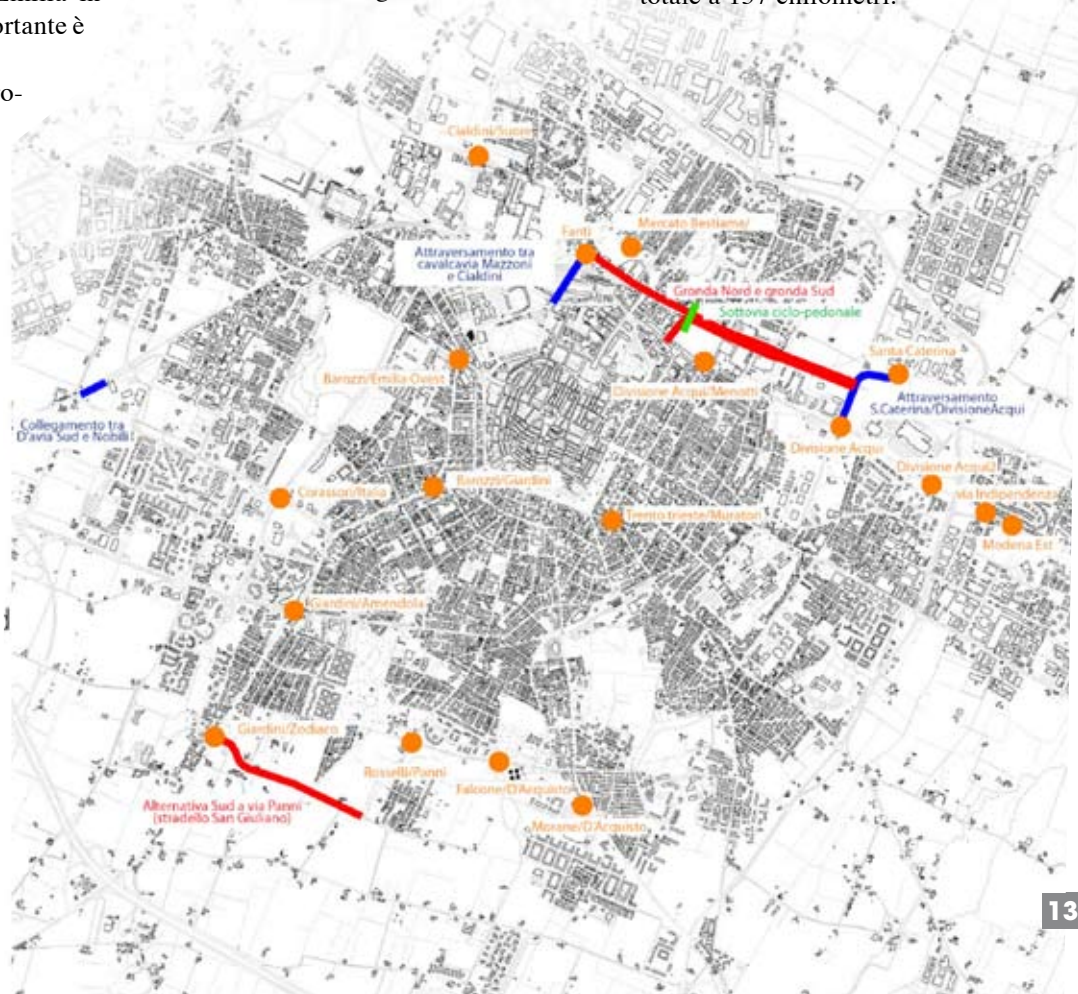 ortante è
o-
totale a 137 chilometri.
Cialdini/Suore
Mercato Bestiame/
Fanti
Attraversamento tra
cavalcavia Mazzoni
e Cialdini
Gronda Nord e gronda Sud
Sottovia ciclo-pedonale
Santa Caterina
Barozzi/Emilia Ovest
Divisione Acqui/Menotti
Attraversamento
S.Caterina/DivisioneAcqui
Collegamento tra
D'avia Sud e Nobili
Divisione Acqui
Divisione Acqui2
Corassori/Italia
Barozzi/Giardini
via Indipendenza
Trento trieste/Muratori
Modena Est
Giardini/Amendola
Giardini/Zodiaco
Rosselli/Panni
Falcone/D'Acquisto
Alternativa Sud a via Panni
(stradello San Giuliano)
Morane/D'Acquisto
13